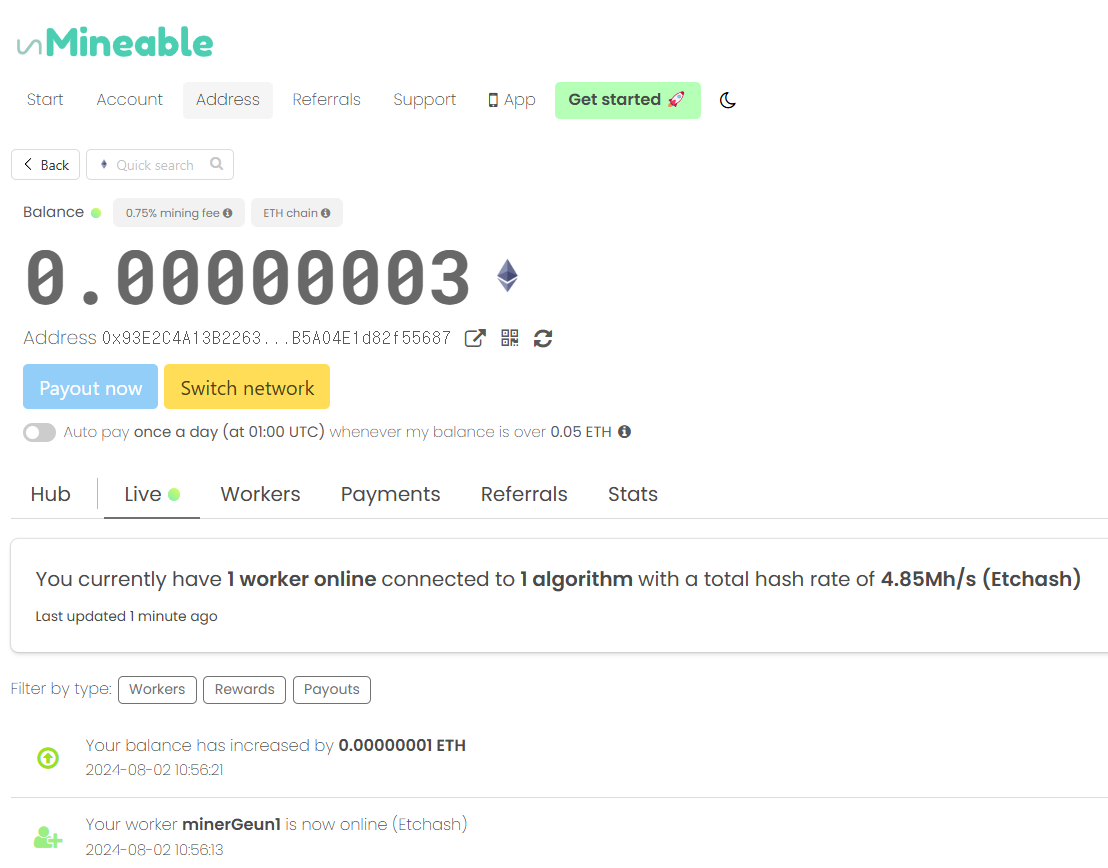 unMineable
Start Account Address Referrals Support App Get started 🚀
Back Quick search
Balance 0.75% mining fee ETH chain
0.00000003
Address 0x93E2C4A13B2263...B5A04E1d82f55687
Payout now Switch network
Auto pay once a day (at 01:00 UTC) whenever my balance is over 0.05 ETH
Hub Live Workers Payments Referrals Stats
You currently have 1 worker online connected to 1 algorithm with a total hash rate of 4.85Mh/s (Etchash)
Last updated 1 minute ago
Filter by type: Workers Rewards Payouts
Your balance has increased by 0.00000001 ETH
2024-08-02 10:56:21
Your worker minerGeun1 is now online (Etchash)
2024-08-02 10:56:13